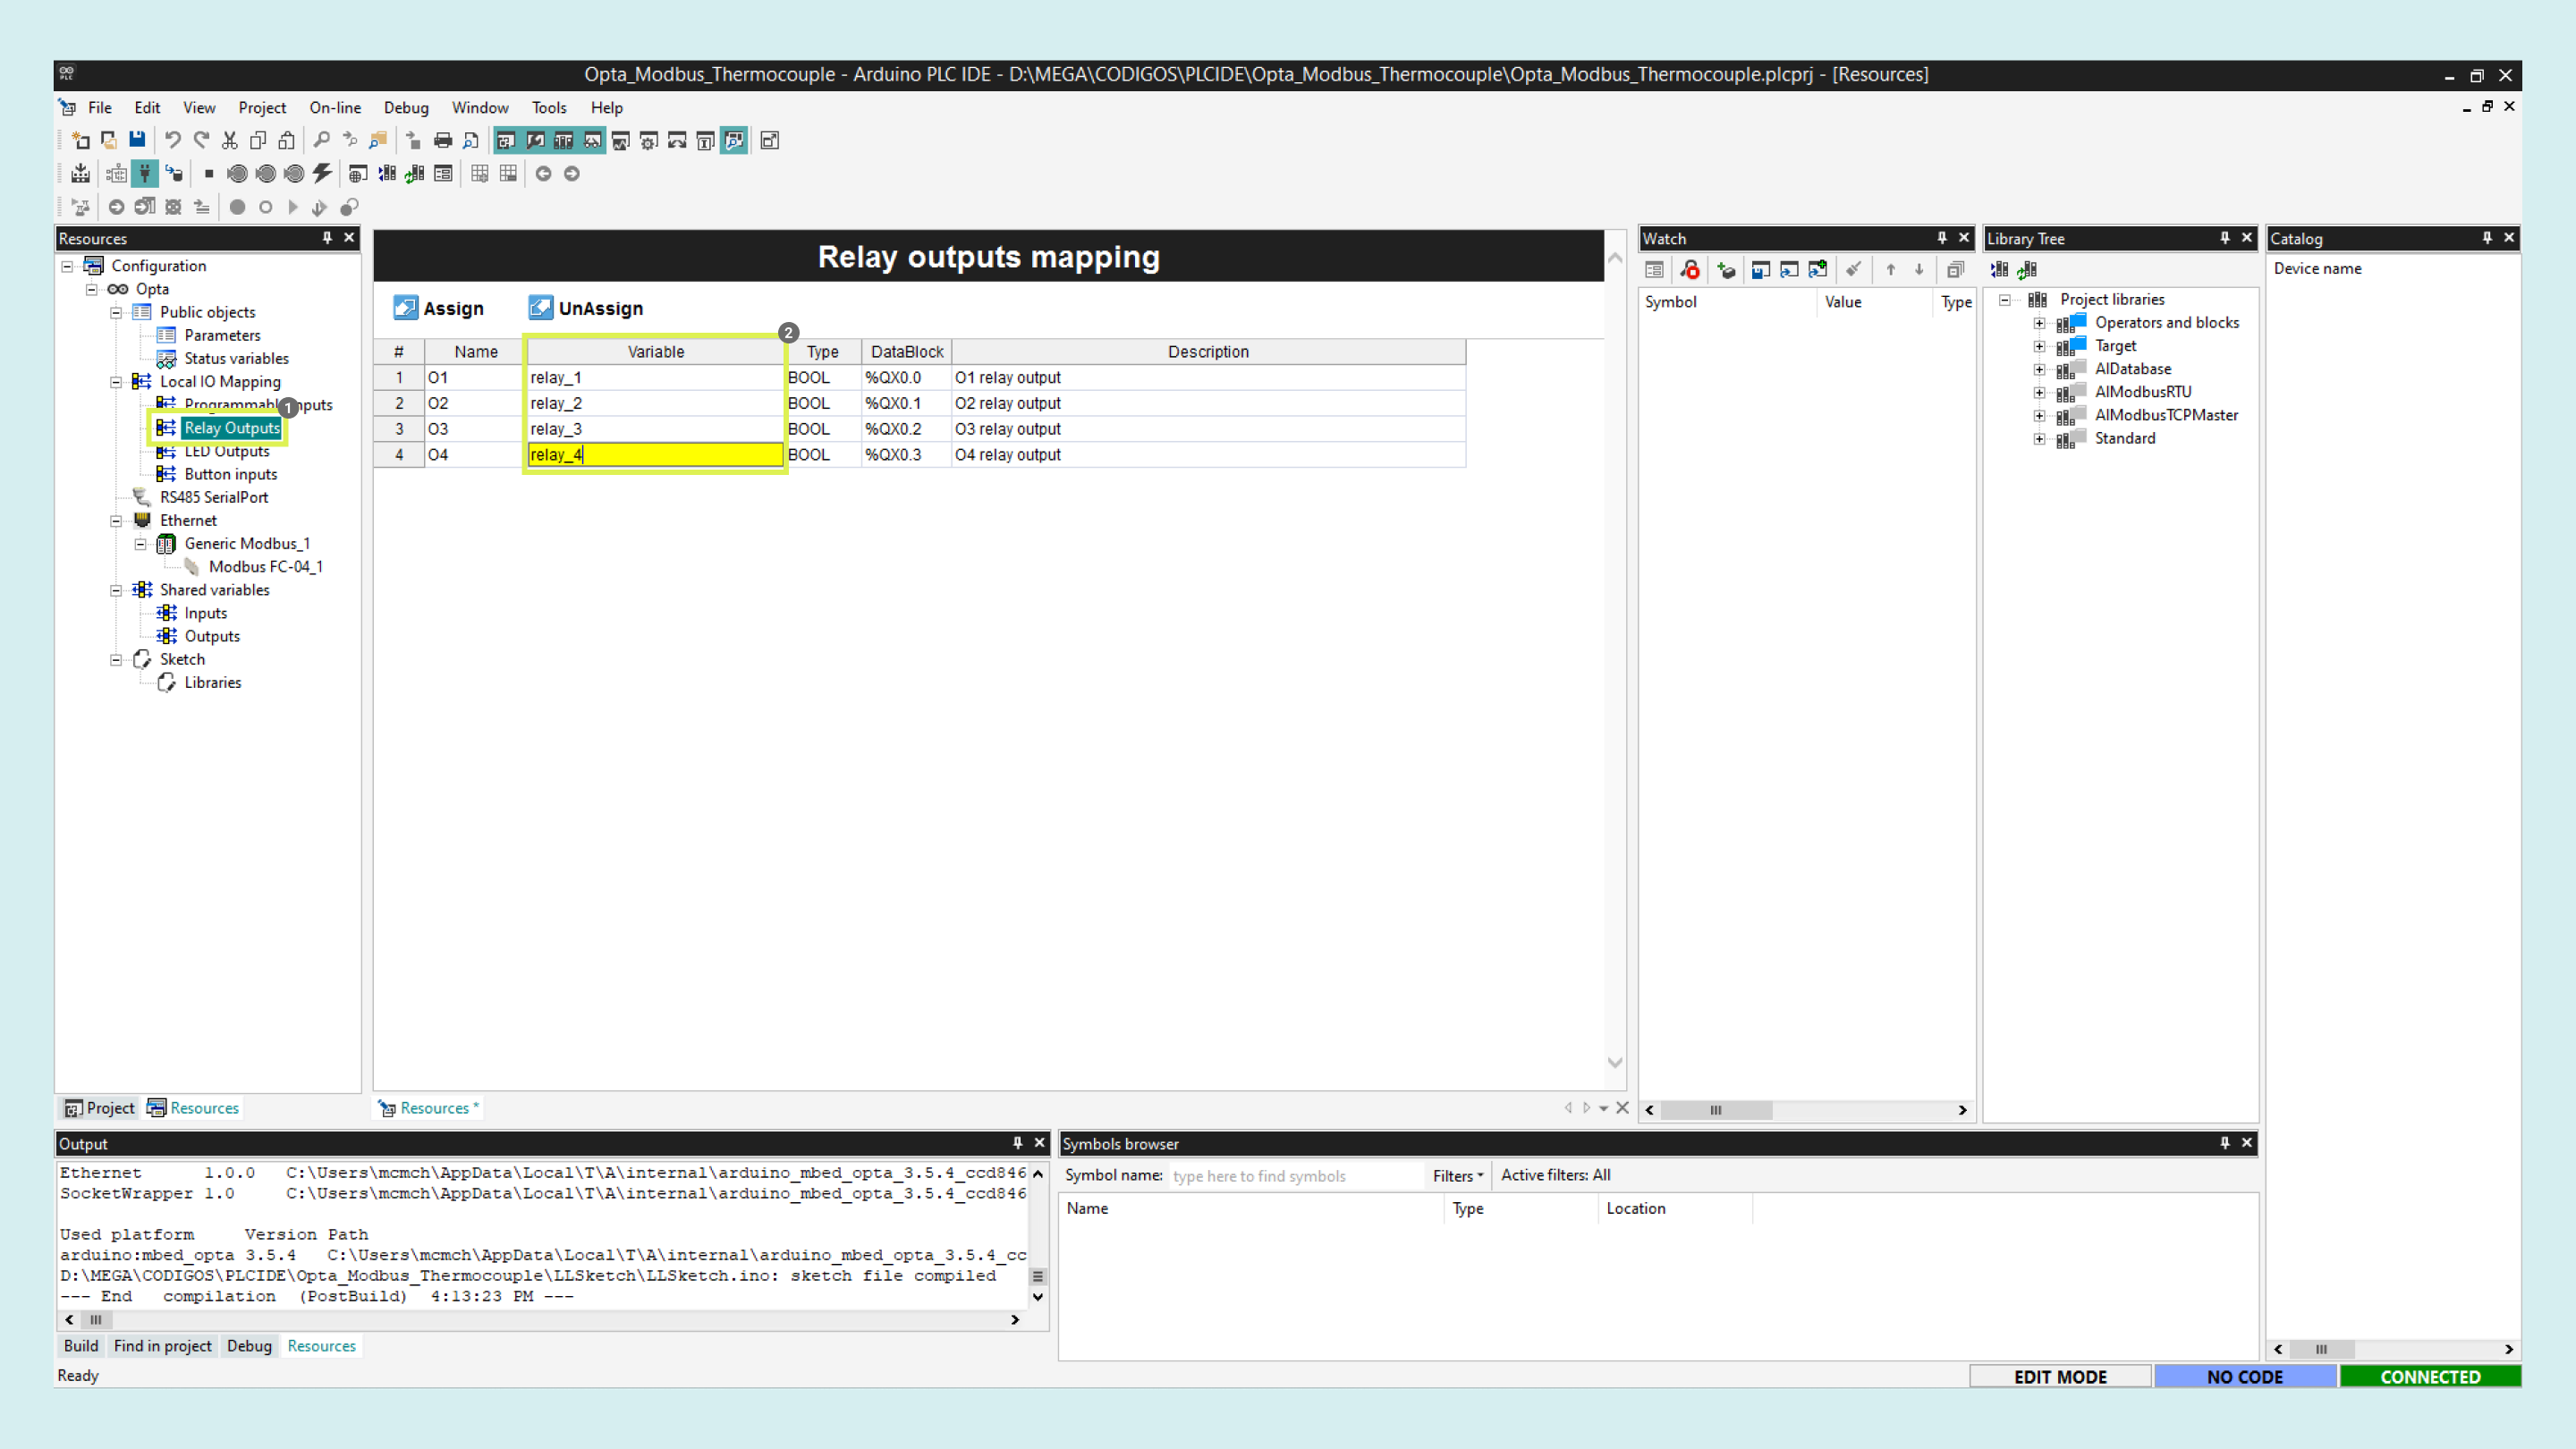 Opta_Modbus_Thermocouple - Arduino PLC IDE - D:\MEGA\CODIGOS\PLCIDE\Opta_Modbus_Thermocouple\Opta_Modbus_Thermocouple.plcprj - [Resources]
File Edit View Project On-line Debug Window Tools Help
Resources
Configuration
Opta
Public objects
Parameters
Status variables
Local IO Mapping
Programmable Inputs
1
Relay Outputs
LED Outputs
Button inputs
RS485 SerialPort
Ethernet
Generic Modbus_1
Modbus FC-04_1
Shared variables
Inputs
Outputs
Sketch
Libraries
Project Resources
Relay outputs mapping
Assign UnAssign
2
# Name Variable Type DataBlock Description
1 O1 relay_1 BOOL %QX0.0 O1 relay output
2 O2 relay_2 BOOL %QX0.1 O2 relay output
3 O3 relay_3 BOOL %QX0.2 O3 relay output
4 O4 relay_4 BOOL %QX0.3 O4 relay output
Resources *
Watch
Symbol Value Type
Library Tree
Project libraries
Operators and blocks
Target
AIDatabase
AIModbusRTU
AIModbusTCPMaster
Standard
Catalog
Device name
Output
Ethernet 1.0.0 C:\Users\mcmch\AppData\Local\T\A\internal\arduino_mbed_opta_3.5.4_ccd846
SocketWrapper 1.0 C:\Users\mcmch\AppData\Local\T\A\internal\arduino_mbed_opta_3.5.4_ccd846
Used platform Version Path
arduino:mbed_opta 3.5.4 C:\Users\mcmch\AppData\Local\T\A\internal\arduino_mbed_opta_3.5.4_cc
D:\MEGA\CODIGOS\PLCIDE\Opta_Modbus_Thermocouple\LLSketch\LLSketch.ino: sketch file compiled
--- End compilation (PostBuild) 4:13:23 PM ---
Build Find in project Debug Resources
Symbols browser
Symbol name: type here to find symbols Filters Active filters: All
Name Type Location
Ready
EDIT MODE NO CODE CONNECTED